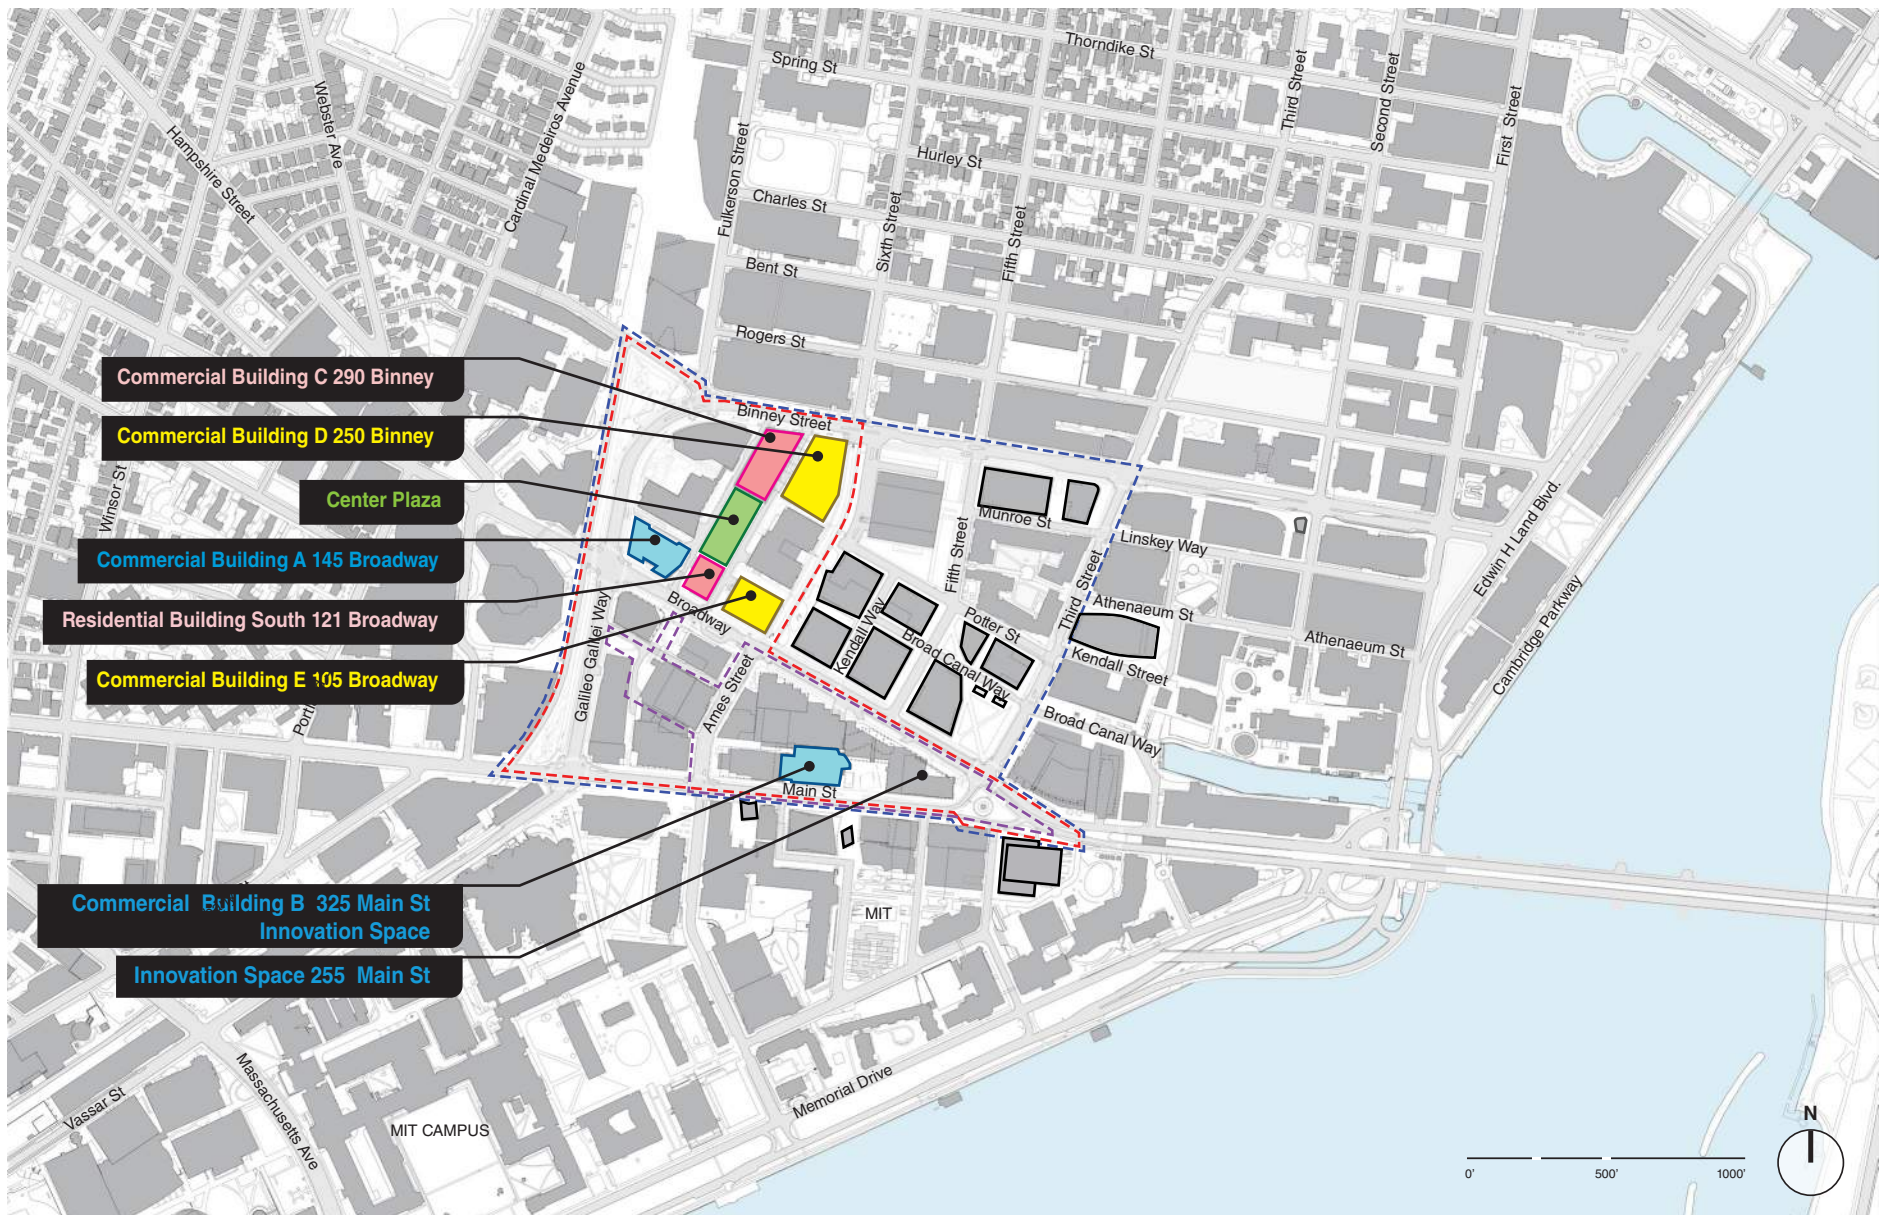 Thorndike St
Spring St
Third Street
Second Street
First Street
Webster Ave
Cardinal Medeiros Avenue
Hampshire Street
Fulkerson Street
Hurley St
Charles St
Sixth Street
Fifth Street
Bent St
Rogers St
Commercial Building C 290 Binney
Binney Street
Commercial Building D 250 Binney
Center Plaza
Winsor St
Edwin H Land Blvd.
Munroe St
Linskey Way
Commercial Building A 145 Broadway
Fifth Street
Third Street
Cambridge Parkway
Residential Building South 121 Broadway
Broadway
Athenaeum St
Potter St
Kendall Way
Broad Canal Way
Athenaeum St
Kendall Street
Galileo Galilei Way
Commercial Building E 105 Broadway
Ames Street
Broad Canal Way
Main St
Commercial Building B 325 Main St
Innovation Space
MIT
Innovation Space 255 Main St
Memorial Drive
Vassar St
Massachusetts Ave
MIT CAMPUS
N
0' 500' 1000'